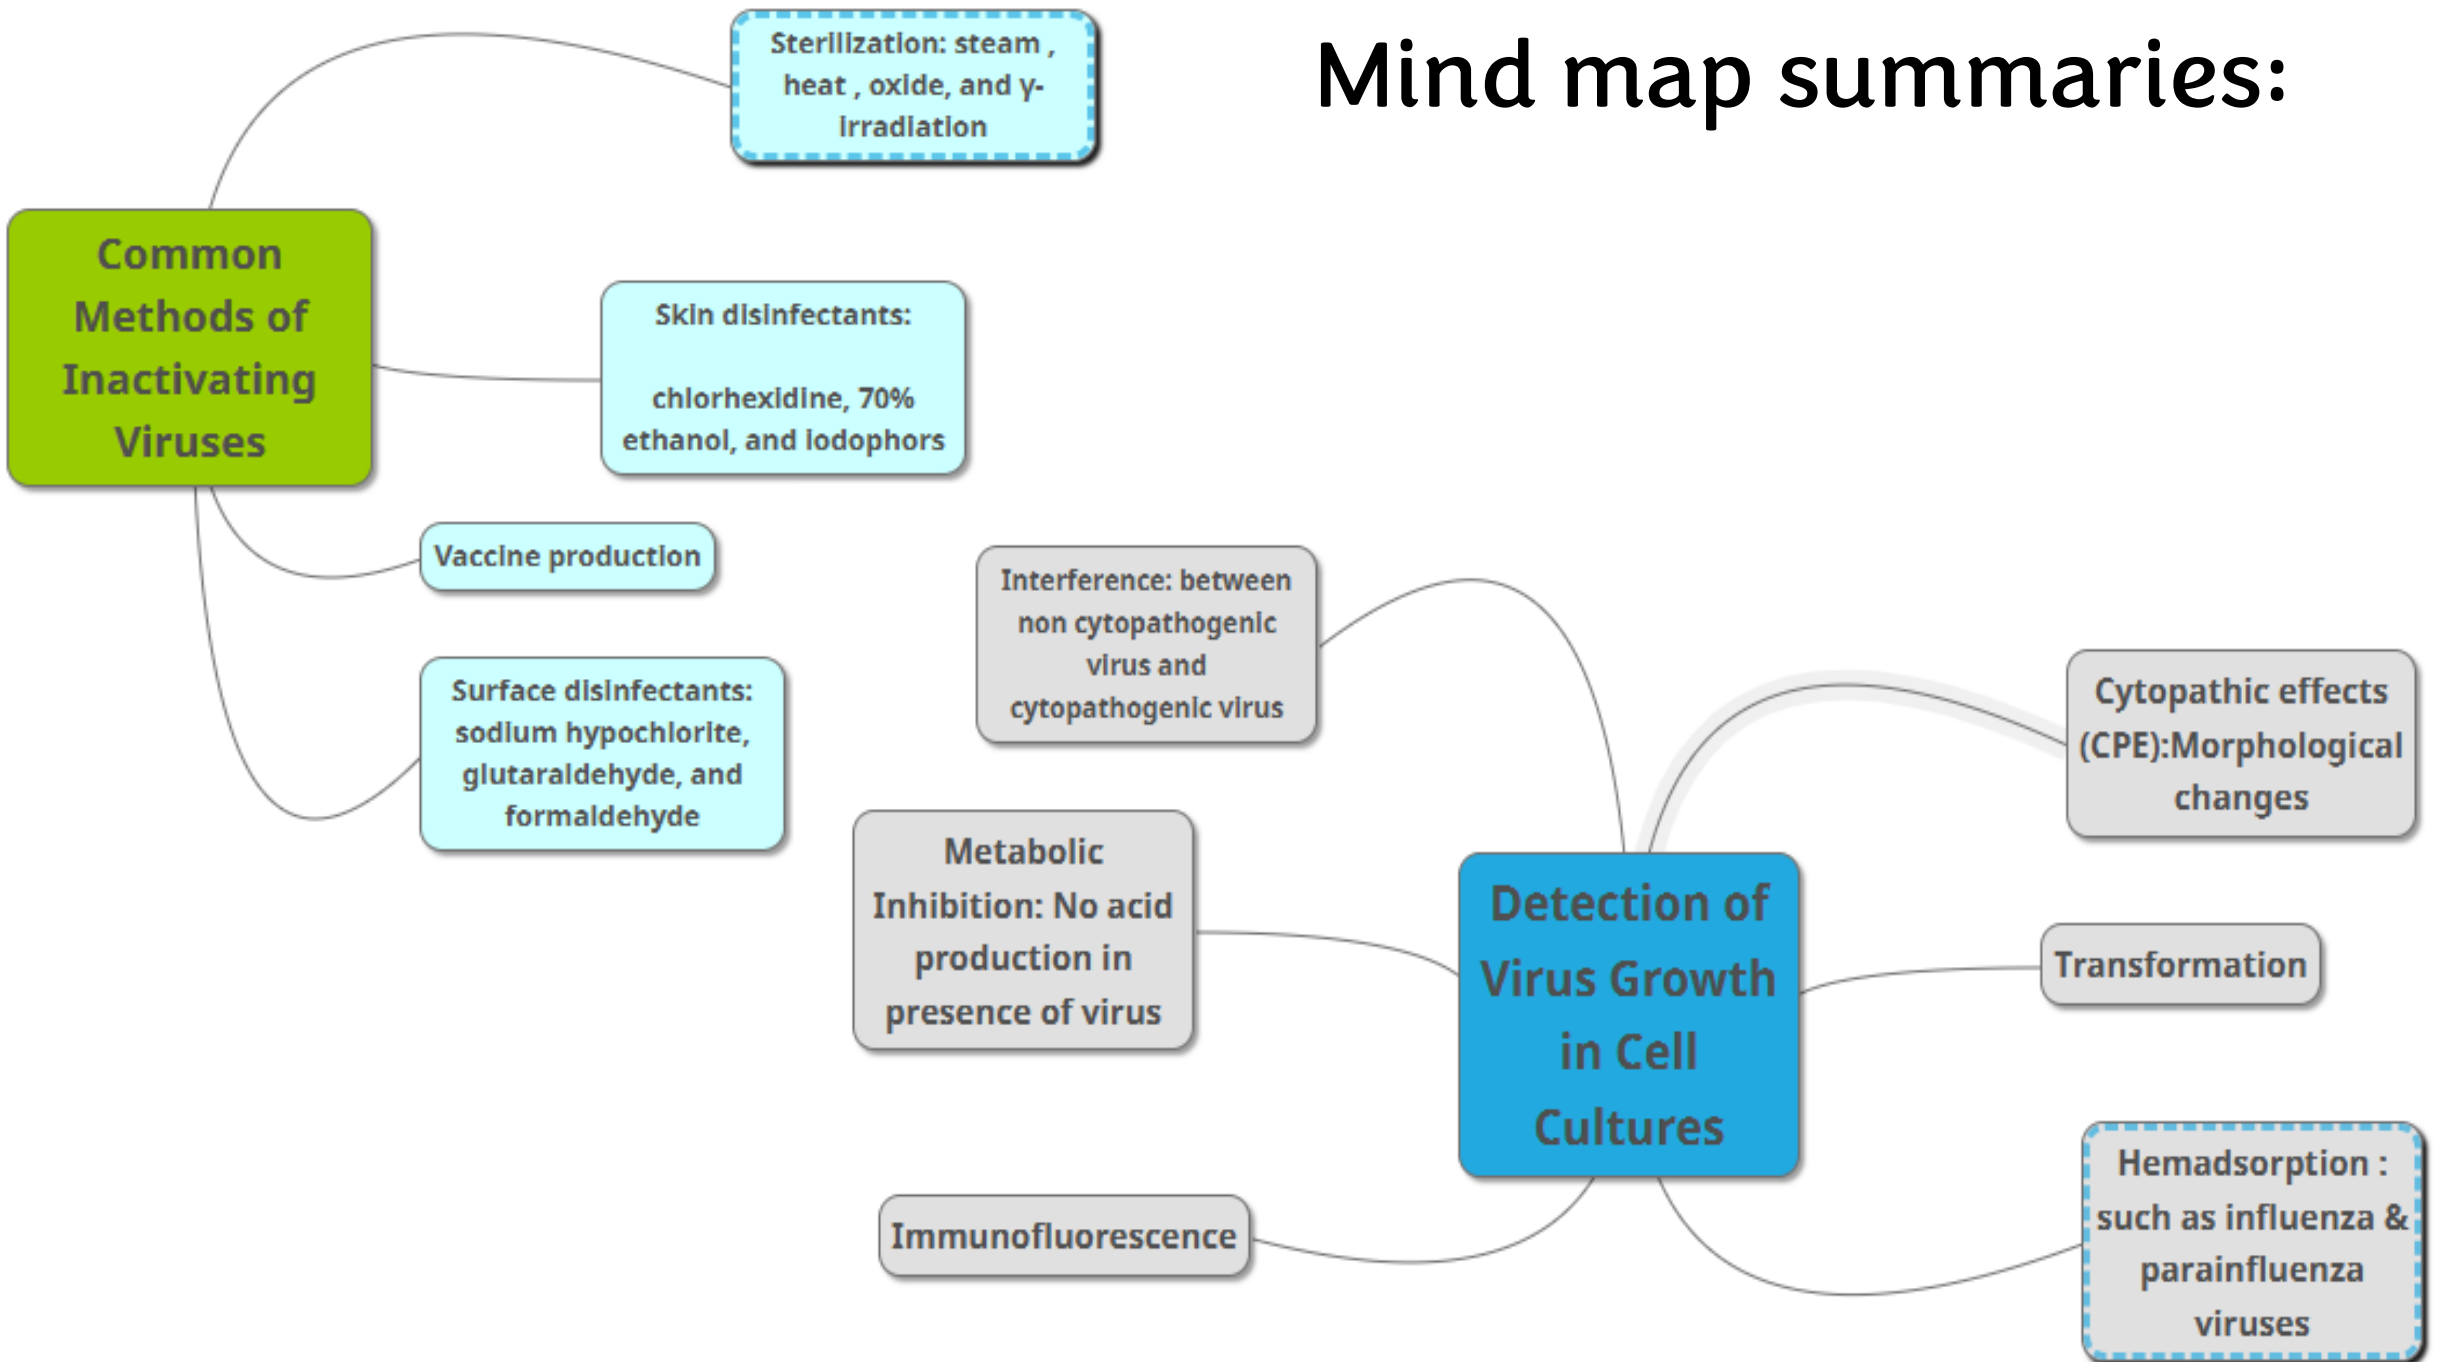 Mind map summaries:
Sterilization: steam ,
heat , oxide, and γ-
irradiation
Common
Methods of
Inactivating
Viruses
Skin disinfectants:
chlorhexidine, 70%
ethanol, and iodophors
Vaccine production
Surface disinfectants:
sodium hypochlorite,
glutaraldehyde, and
formaldehyde
Interference: between
non cytopathogenic
virus and
cytopathogenic virus
Cytopathic effects
(CPE):Morphological
changes
Metabolic
Inhibition: No acid
production in
presence of virus
Detection of
Virus Growth
in Cell
Cultures
Transformation
Immunofluorescence
Hemadsorption :
such as influenza &
parainfluenza
viruses